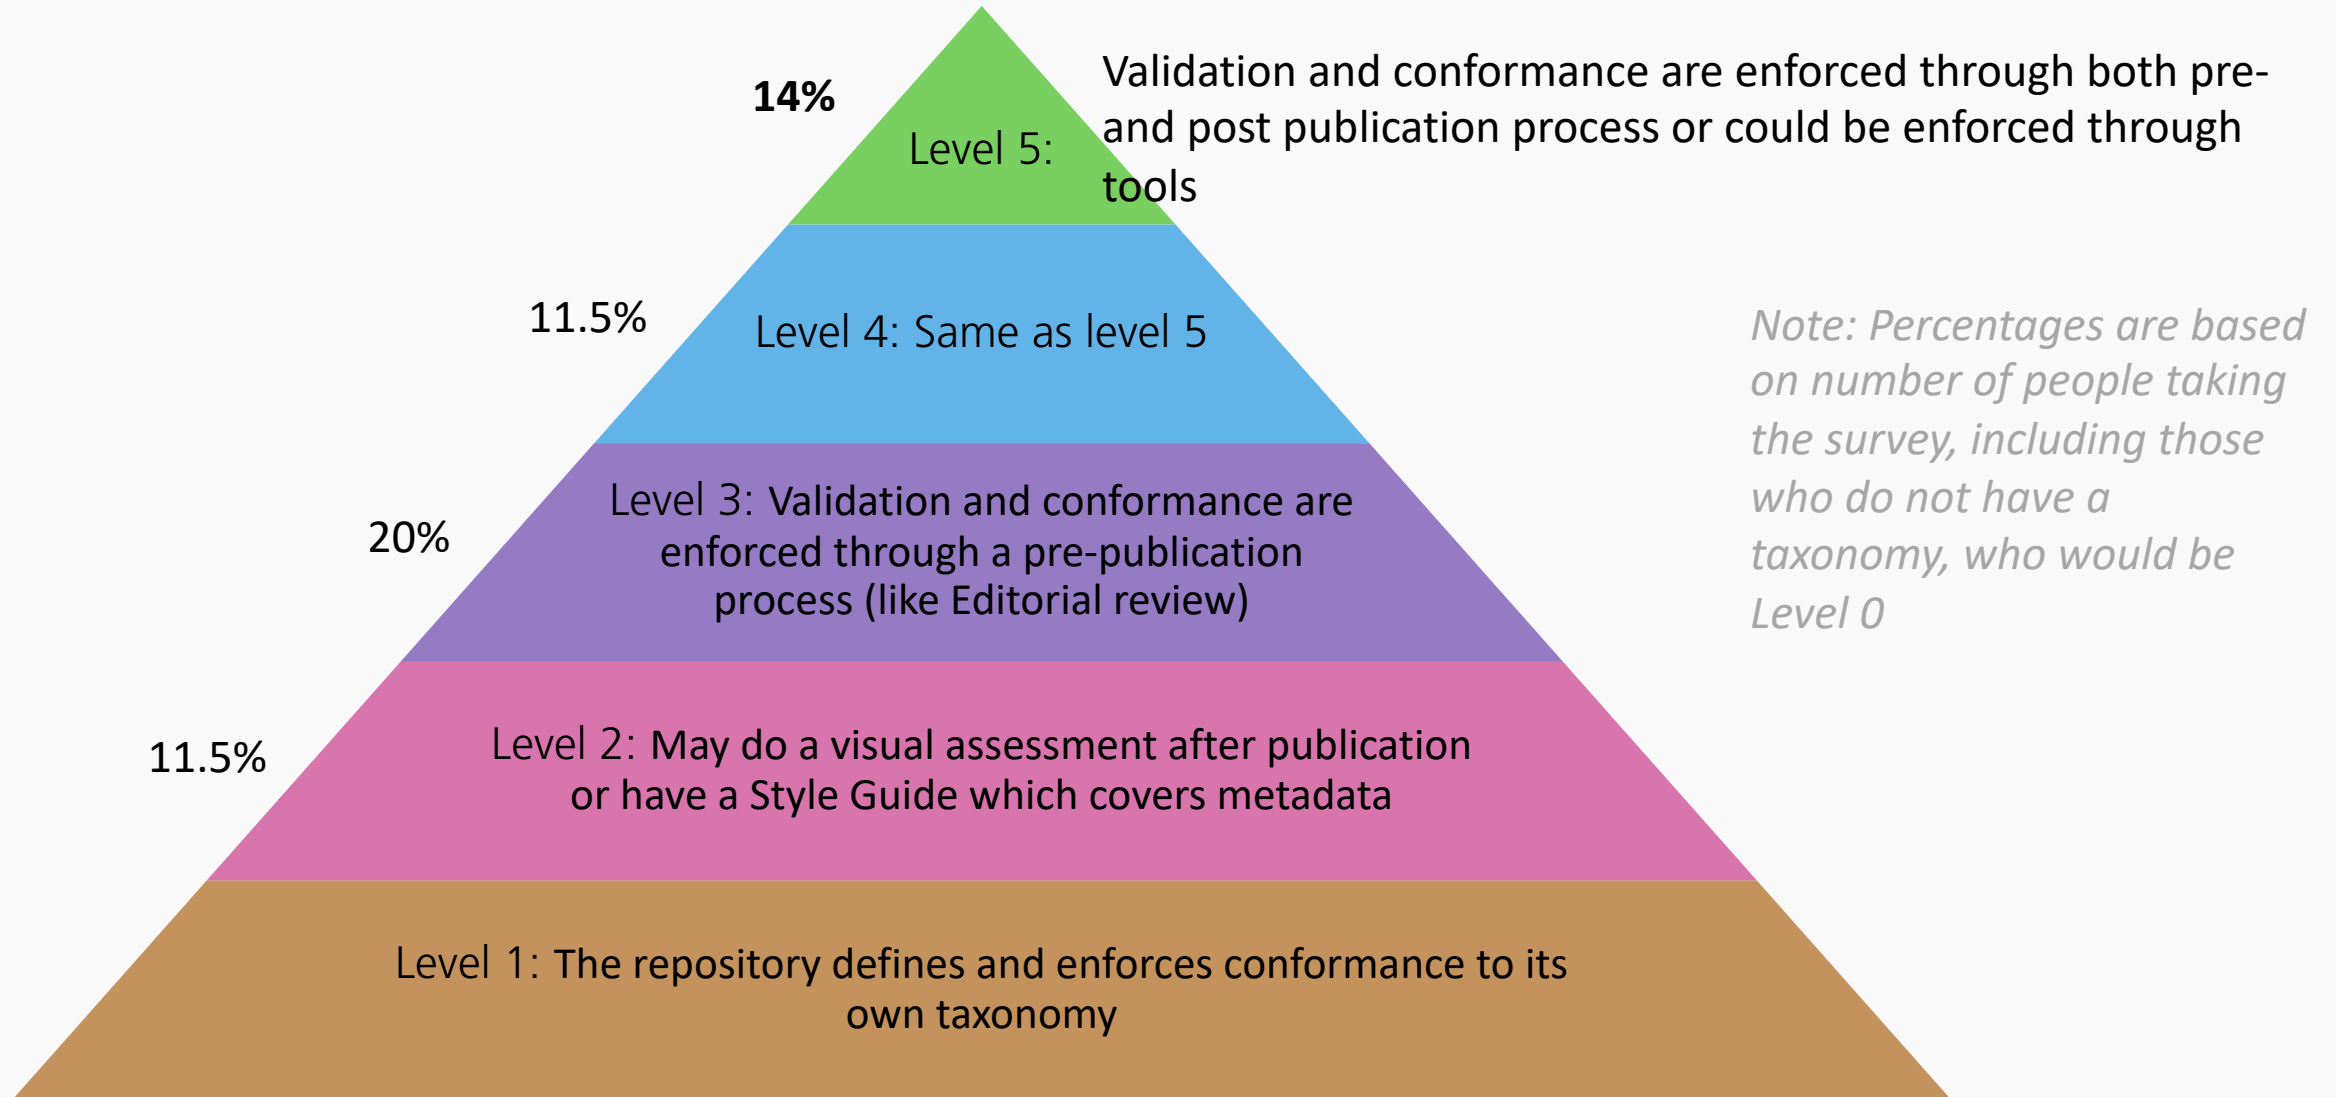 14%
Validation and conformance are enforced through both pre-
and post publication process or could be enforced through
tools
Level 5:
11.5%
Level 4: Same as level 5
Note: Percentages are based
on number of people taking
the survey, including those
who do not have a
taxonomy, who would be
Level 0
20%
Level 3: Validation and conformance are
enforced through a pre-publication
process (like Editorial review)
11.5%
Level 2: May do a visual assessment after publication
or have a Style Guide which covers metadata
Level 1: The repository defines and enforces conformance to its
own taxonomy